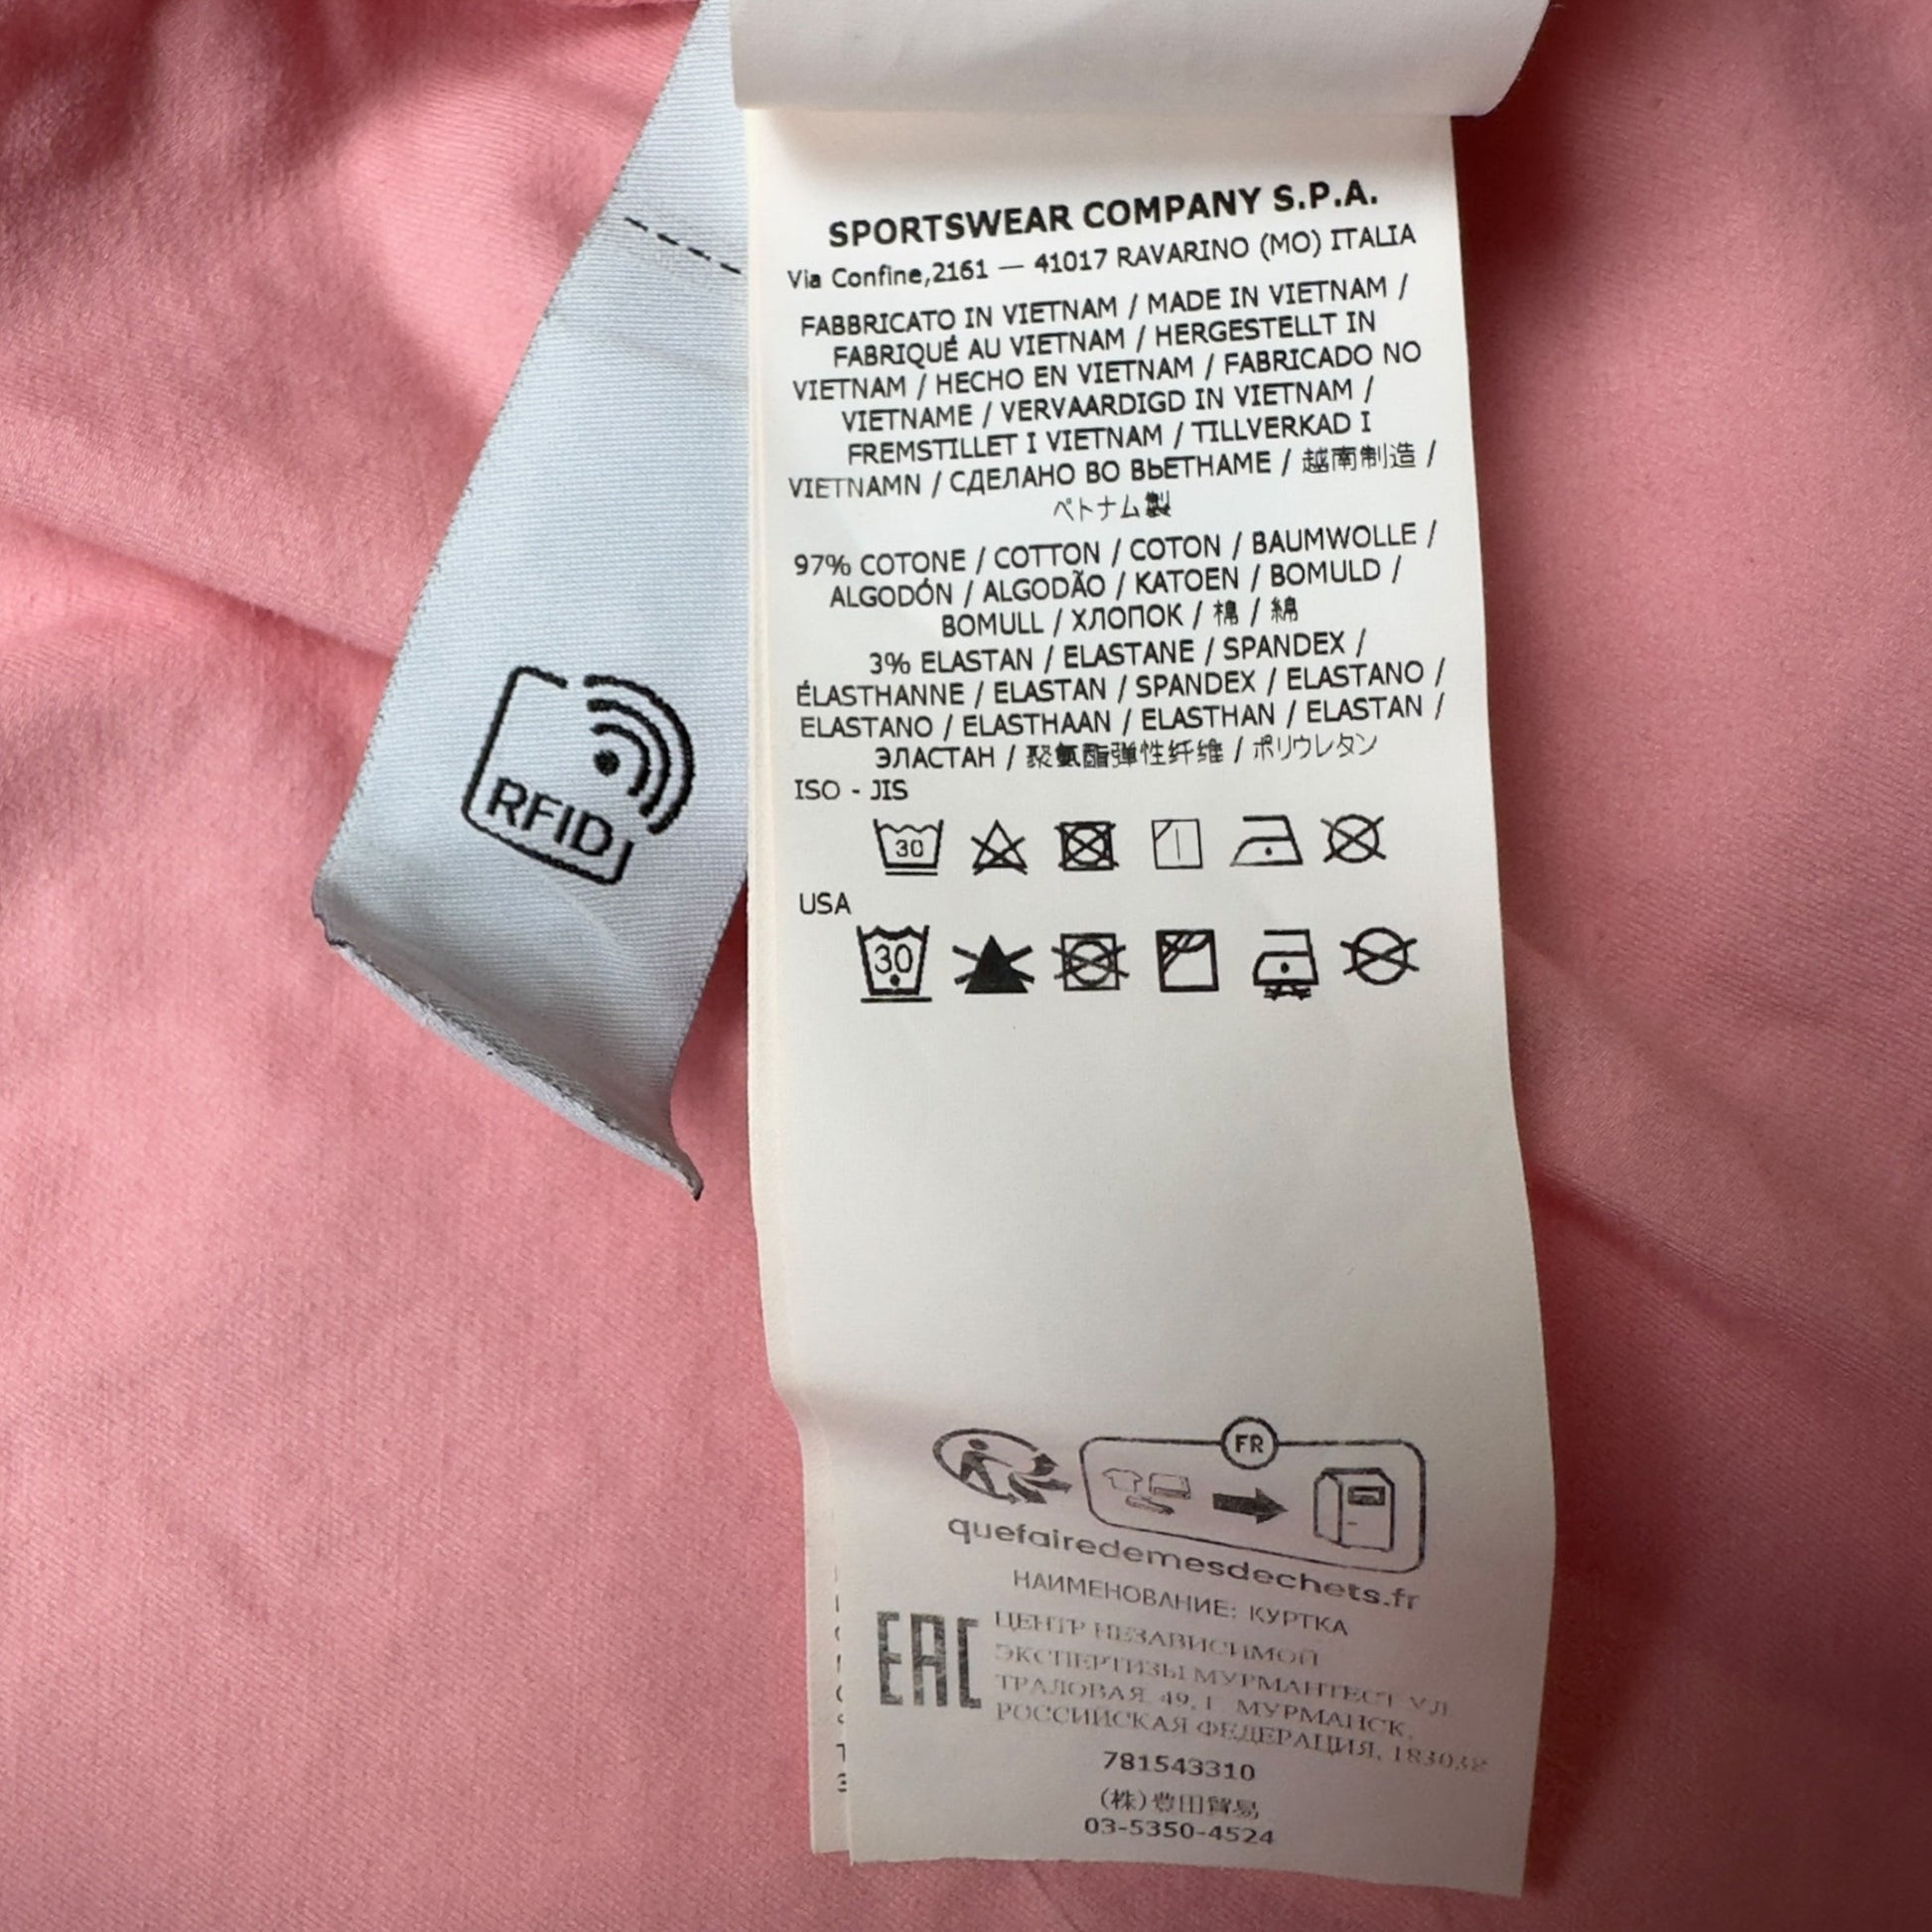 SPORTSWEAR COMPANY S.P.A.
Via Confine,2161 — 41017 RAVARINO (MO) ITALIA
FABBRICATO IN VIETNAM / MADE IN VIETNAM /
FABRIQUÉ AU VIETNAM / HERGESTELLT IN
VIETNAM / HECHO EN VIETNAM / FABRICADO NO
VIETNAME / VERVAARDIGD IN VIETNAM /
FREMSTILLET I VIETNAM / TILLVERKAD I
VIETNAMN / СДЕЛАНО ВО ВЬЕТНАМЕ / 越南制造 /
ベトナム製
97% COTONE / COTTON / COTON / BAUMWOLLE /
ALGODÓN / ALGODÃO / KATOEN / BOMULD /
BOMULL / ХЛОПОК / 棉 / 綿
3% ELASTAN / ELASTANE / SPANDEX /
ÉLASTHANNE / ELASTAN / SPANDEX / ELASTANO /
ELASTANO / ELASTHAAN / ELASTHAN / ELASTAN /
ЭЛАСТАН / 聚氨酯弹性纤维 / ポリウレタン
ISO - JIS
30
USA
30
RFID
FR
quefairedemesdechets.fr
НАИМЕНОВАНИЕ: КУРТКА
EAC
ЦЕНТР НЕЗАВИСИМОЙ
ЭКСПЕРТИЗЫ МУРМАНТЕСТ УЛ.
ТРАЛОВАЯ, 49, Г МУРМАНСК,
РОССИЙСКАЯ ФЕДЕРАЦИЯ, 183038
781543310
(株)豊田貿易
03-5350-4524